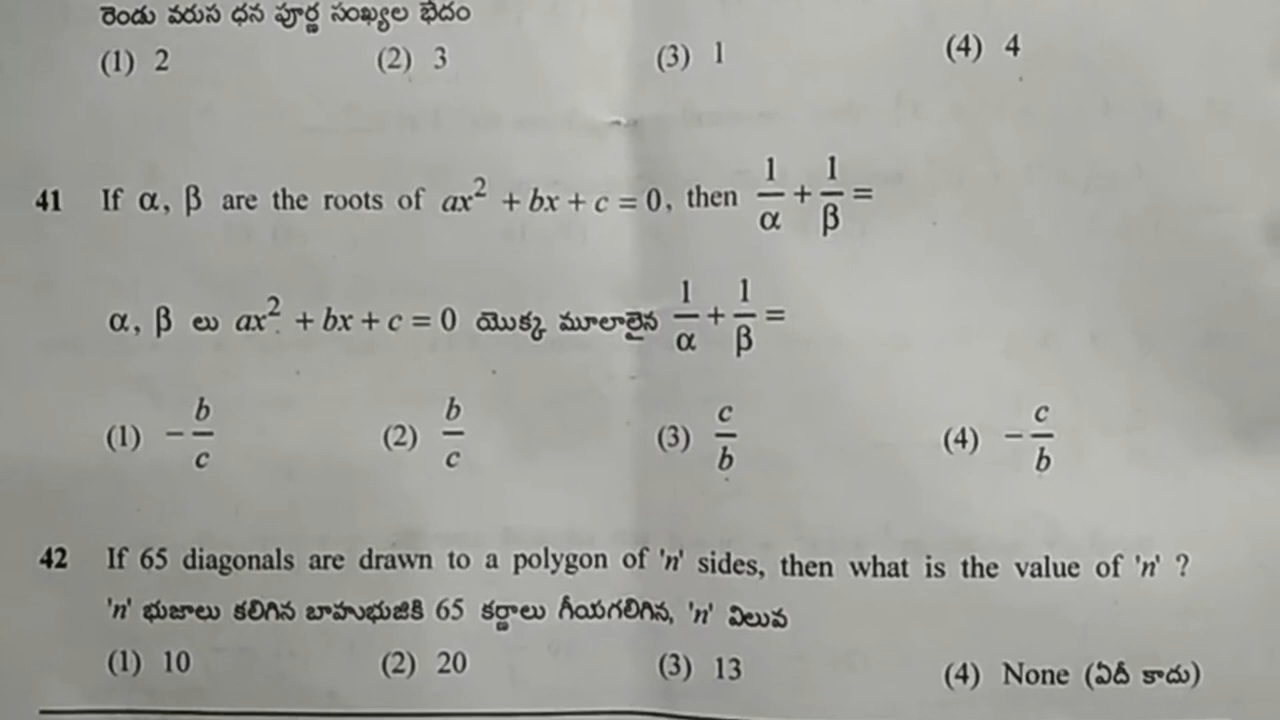 రెండు వరుస ధన పూర్ణ సంఖ్యల భేదం
(1) 2 (2) 3 (3) 1 (4) 4
41 If α, β are the roots of ax² + bx + c = 0, then 1/α + 1/β =
α, β లు ax² + bx + c = 0 యొక్క మూలాలైన 1/α + 1/β =
(1) −b/c (2) b/c (3) c/b (4) −c/b
42 If 65 diagonals are drawn to a polygon of 'n' sides, then what is the value of 'n' ?
'n' భుజాలు కలిగిన బాహుభుజికి 65 కర్ణాలు గీయగలిగిన, 'n' విలువ
(1) 10 (2) 20 (3) 13 (4) None (ఏదీ కాదు)